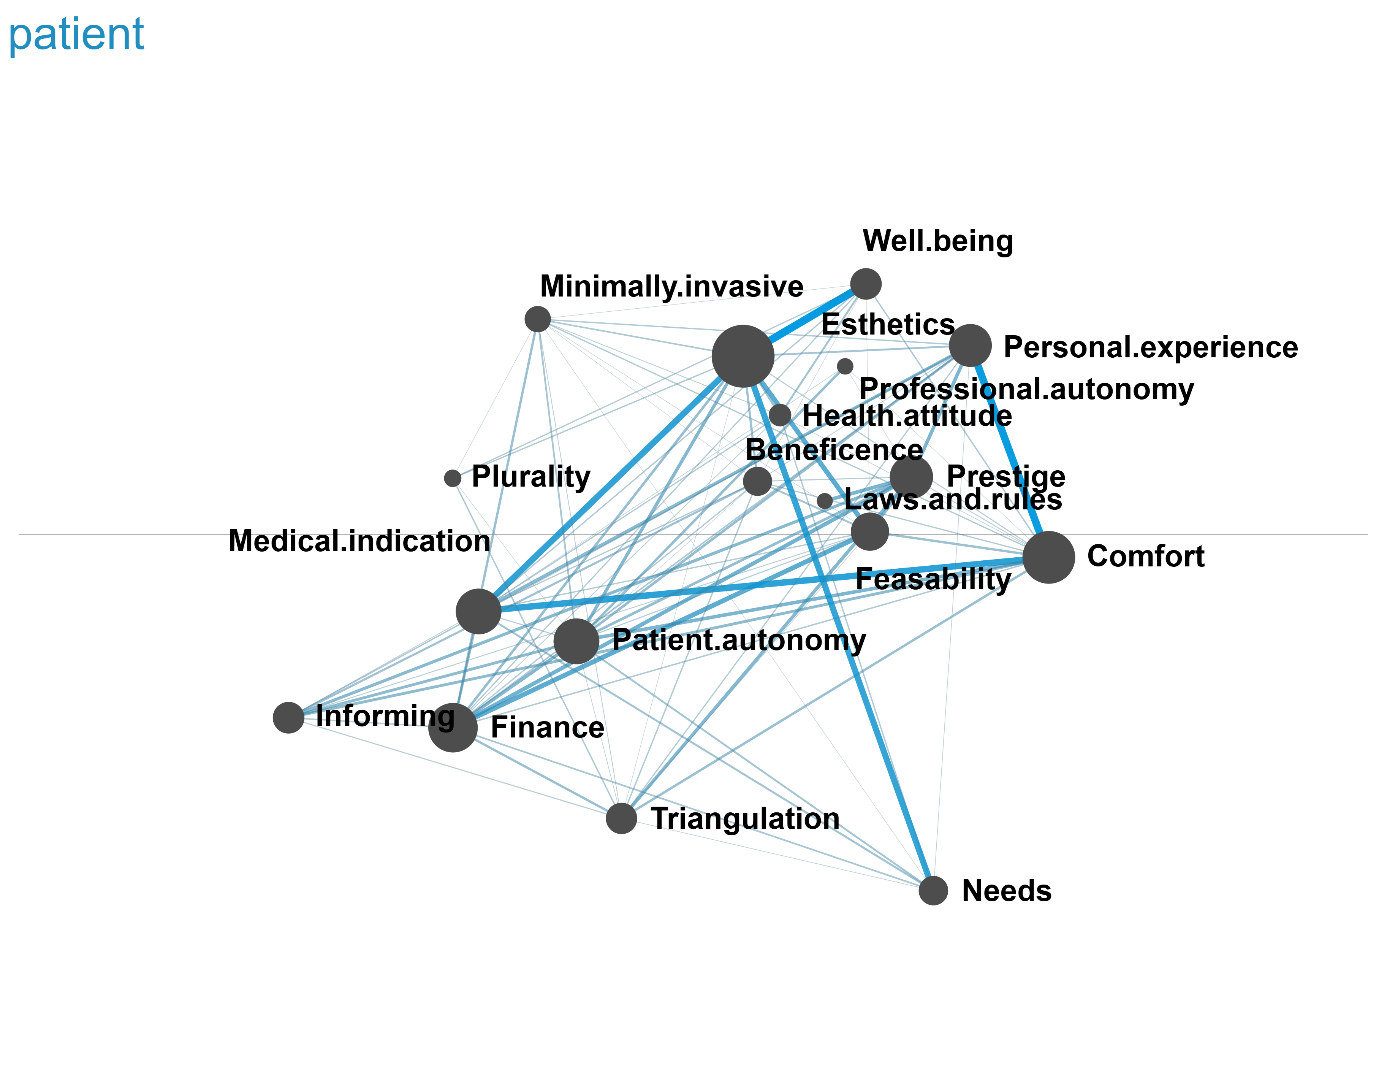 patient
Well.being
Minimally.invasive
Esthetics
Personal.experience
Professional.autonomy
Health.attitude
Beneficence
Plurality
Prestige
Laws.and.rules
Medical.indication
Comfort
Feasability
Patient.autonomy
Informing
Finance
Triangulation
Needs